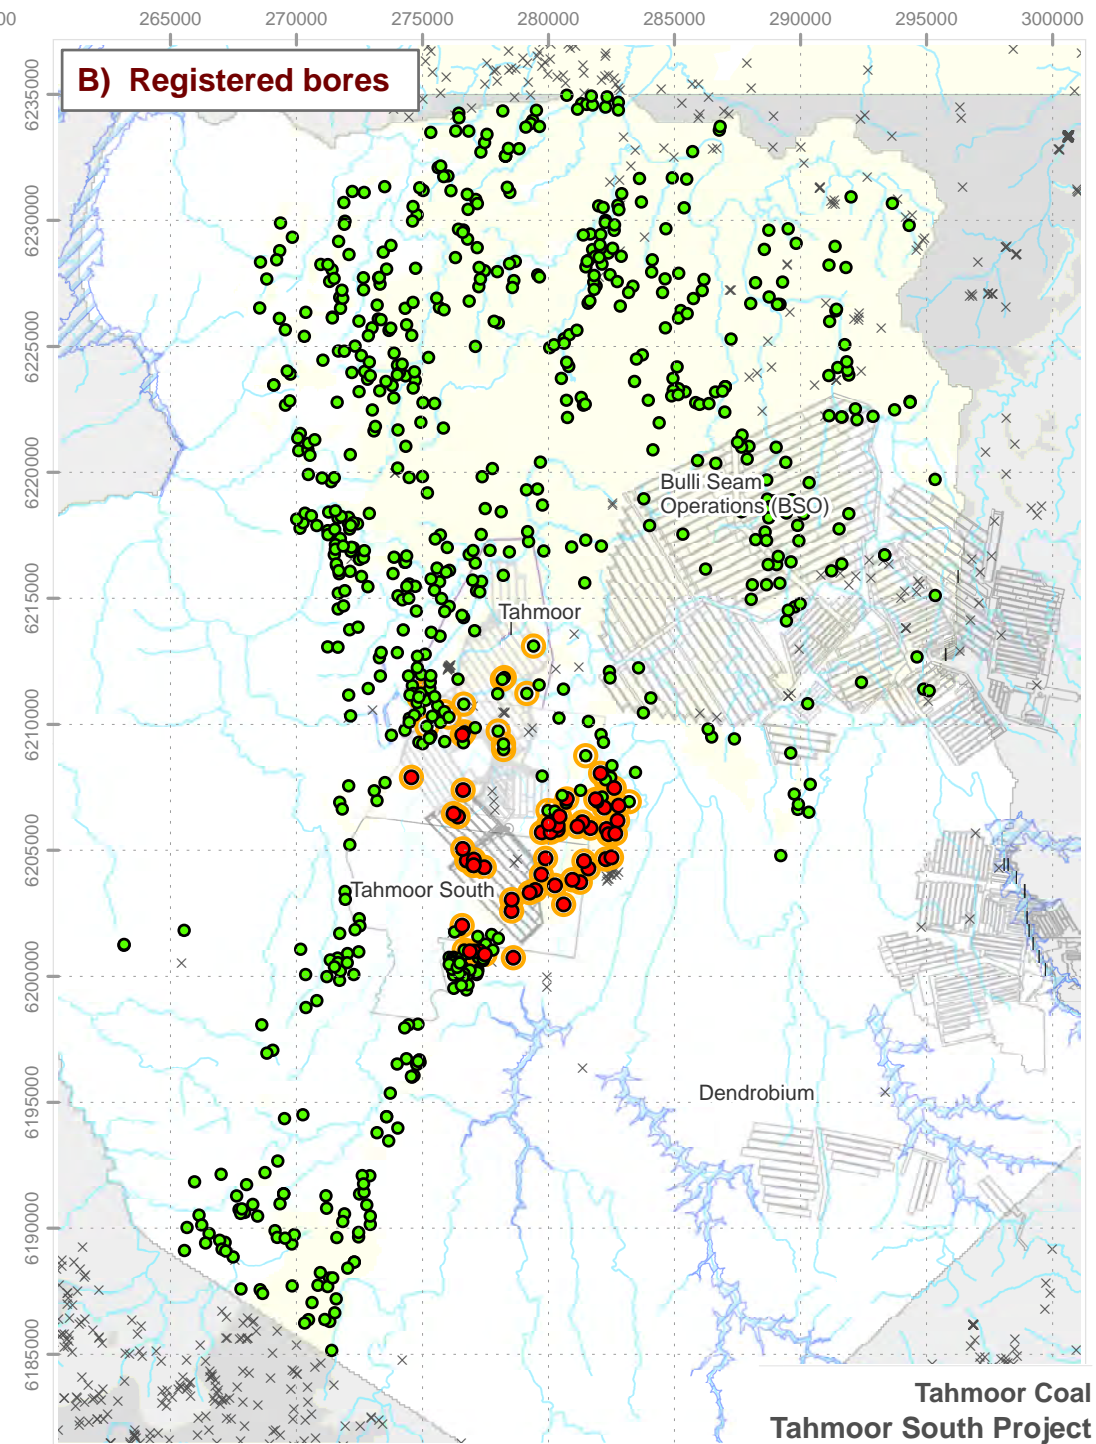 00 265000 270000 275000 280000 285000 290000 295000 300000
B) Registered bores
6235000
6230000
6225000
6220000
Bulli Seam
Operations (BSO)
6215000
Tahmoor
6210000
6205000
Tahmoor South
6200000
6195000
Dendrobium
6190000
6185000
Tahmoor Coal
Tahmoor South Project